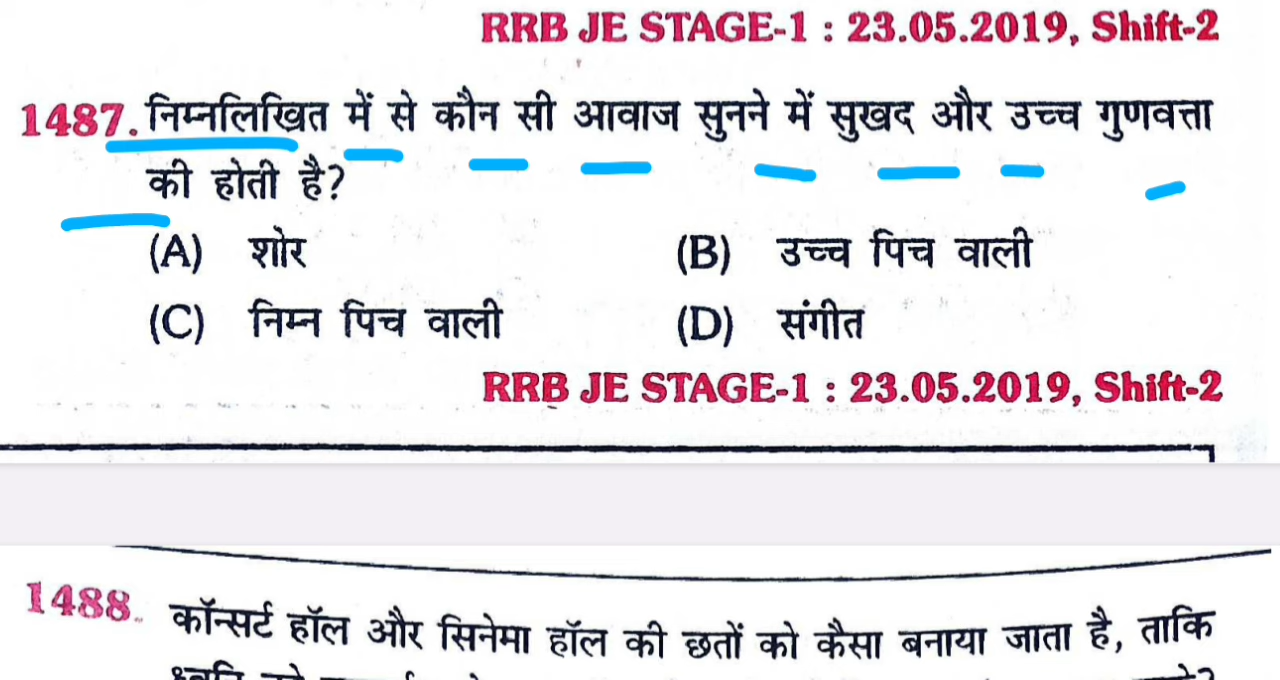 RRB JE STAGE-1 : 23.05.2019, Shift-2
1487. निम्नलिखित में से कौन सी आवाज सुनने में सुखद और उच्च गुणवत्ता
की होती है?
(A) शोर (B) उच्च पिच वाली
(C) निम्न पिच वाली (D) संगीत
RRB JE STAGE-1 : 23.05.2019, Shift-2
1488. कॉन्सर्ट हॉल और सिनेमा हॉल की छतों को कैसा बनाया जाता है, ताकि